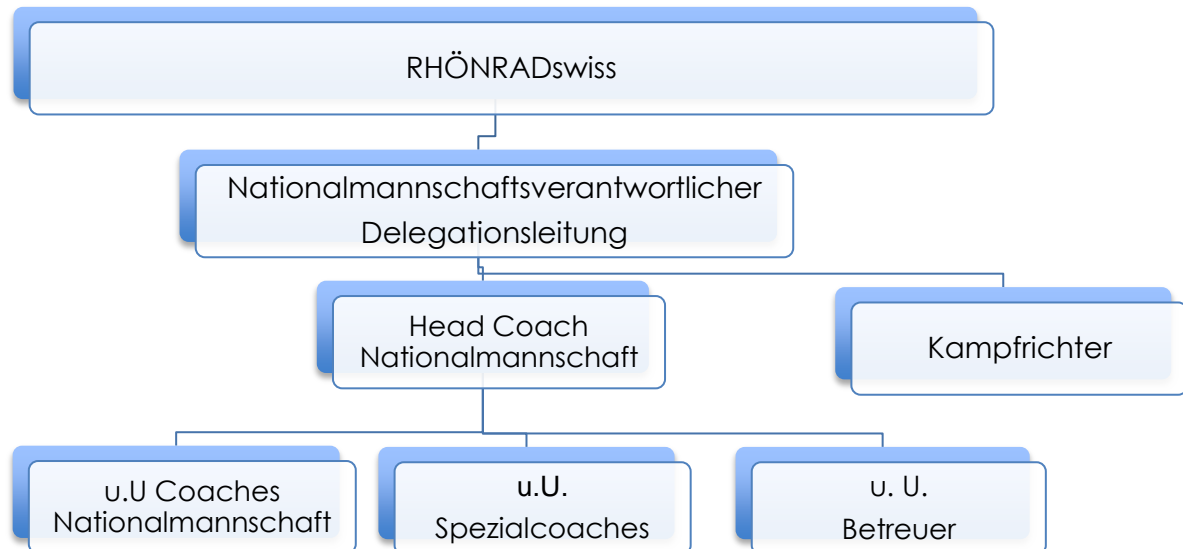 RHÖNRADswiss
Nationalmannschaftsverantwortlicher
Delegationsleitung
Head Coach
Nationalmannschaft
Kampfrichter
u.U Coaches
Nationalmannschaft
u.U.
Spezialcoaches
u. U.
Betreuer